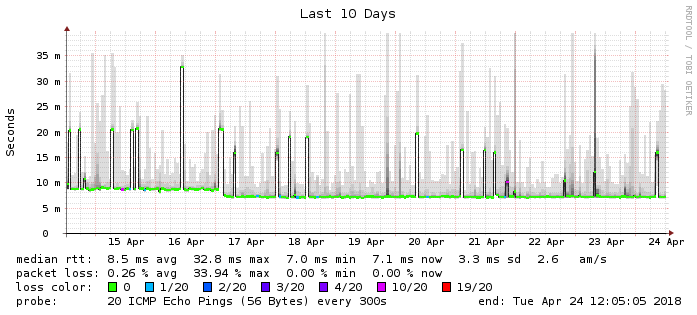 Last 10 Days
RRDTOOL / TOBI OETIKER
Seconds
35 m
30 m
25 m
20 m
15 m
10 m
5 m
0
15 Apr 16 Apr 17 Apr 18 Apr 19 Apr 20 Apr 21 Apr 22 Apr 23 Apr 24 Apr
median rtt: 8.5 ms avg 32.8 ms max 7.0 ms min 7.1 ms now 3.3 ms sd 2.6 am/s
packet loss: 0.26 % avg 33.94 % max 0.00 % min 0.00 % now
loss color: 0 1/20 2/20 3/20 4/20 10/20 19/20
probe: 20 ICMP Echo Pings (56 Bytes) every 300s end: Tue Apr 24 12:05:05 2018